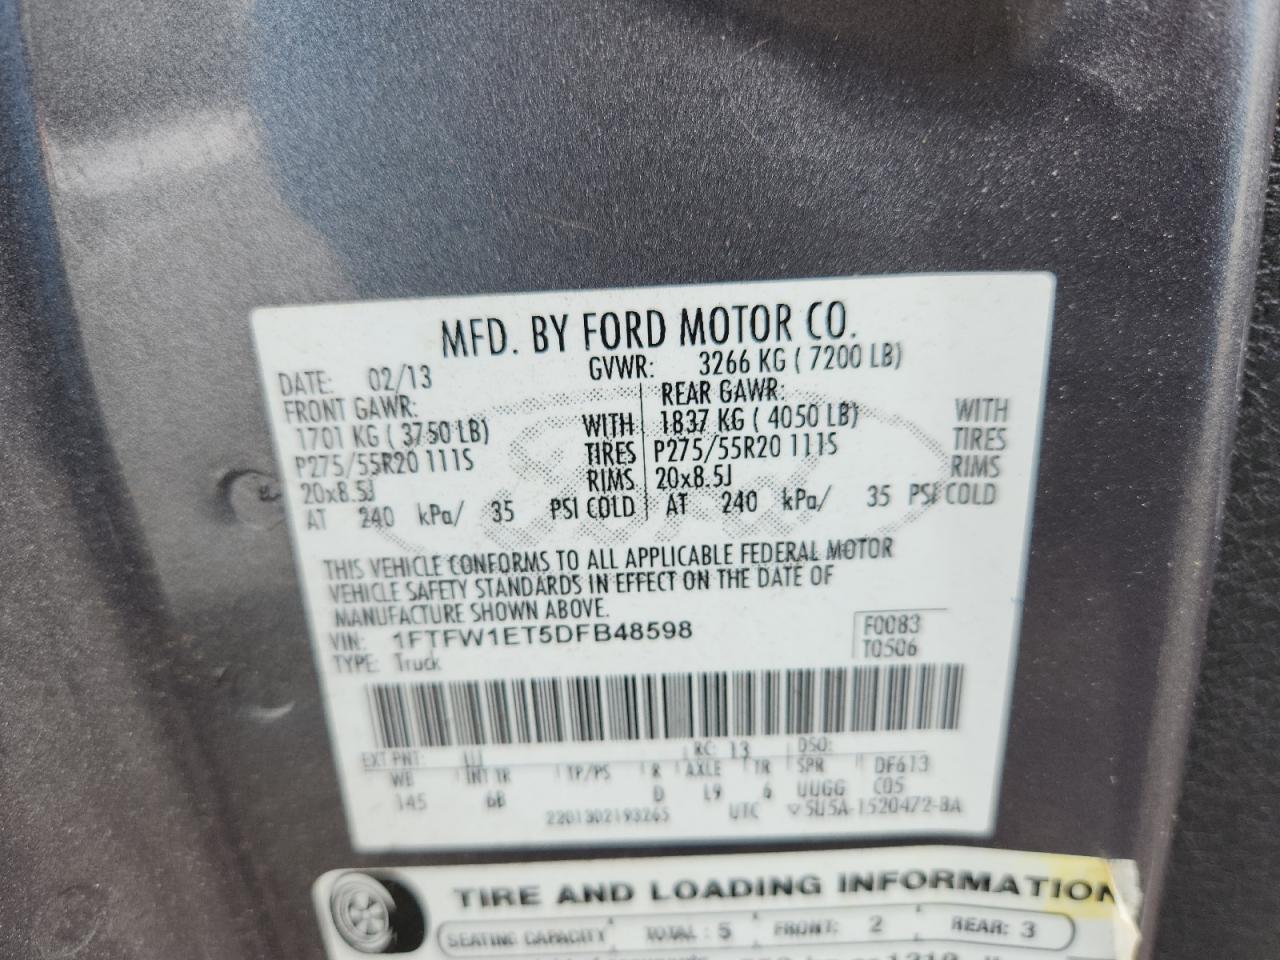 MFD. BY FORD MOTOR CO.
DATE: 02/13 GVWR: 3266 KG ( 7200 LB)
FRONT GAWR: REAR GAWR:
1701 KG ( 3750 LB) WITH 1837 KG ( 4050 LB) WITH
P275/55R20 111S TIRES P275/55R20 111S TIRES
20x8.5J RIMS 20x8.5J RIMS
AT 240 kPa/ 35 PSI COLD AT 240 kPa/ 35 PSI COLD
THIS VEHICLE CONFORMS TO ALL APPLICABLE FEDERAL MOTOR
VEHICLE SAFETY STANDARDS IN EFFECT ON THE DATE OF
MANUFACTURE SHOWN ABOVE.
VIN: 1FTFW1ET5DFB48598 F0083
TYPE: Truck T0506
EXT PNT: UJ RC: 13 DSO:
WB INT TR TP/PS R AXLE TR SPR DF613
145 6B D L9 6 UUGG C05
2201302193265 UTC ▽5U5A-1520472-BA
TIRE AND LOADING INFORMATION
SEATING CAPACITY TOTAL: 5 FRONT: 2 REAR: 3